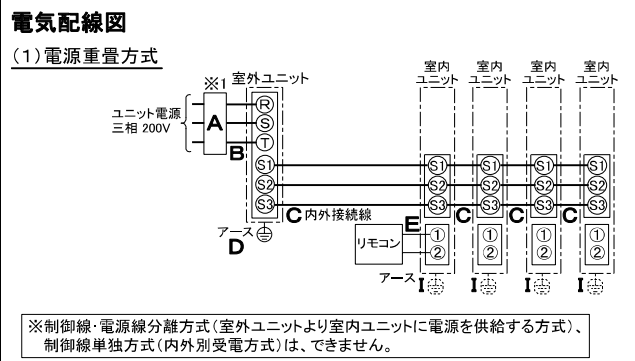 電気配線図
(1)電源重畳方式
※1
室外ユニット
室内
ユニット
室内
ユニット
室内
ユニット
室内
ユニット
ユニット電源
三相 200V
A
B
R
S
T
S1
S2
S3
S1
S2
S3
S1
S2
S3
S1
S2
S3
S1
S2
S3
C 内外接続線
C
C
C
アース
D
E
リモコン
①
②
①
②
①
②
①
②
アース
I
I
I
I
※制御線・電源線分離方式(室外ユニットより室内ユニットに電源を供給する方式)、
制御線単独方式(内外別受電方式)は、できません。